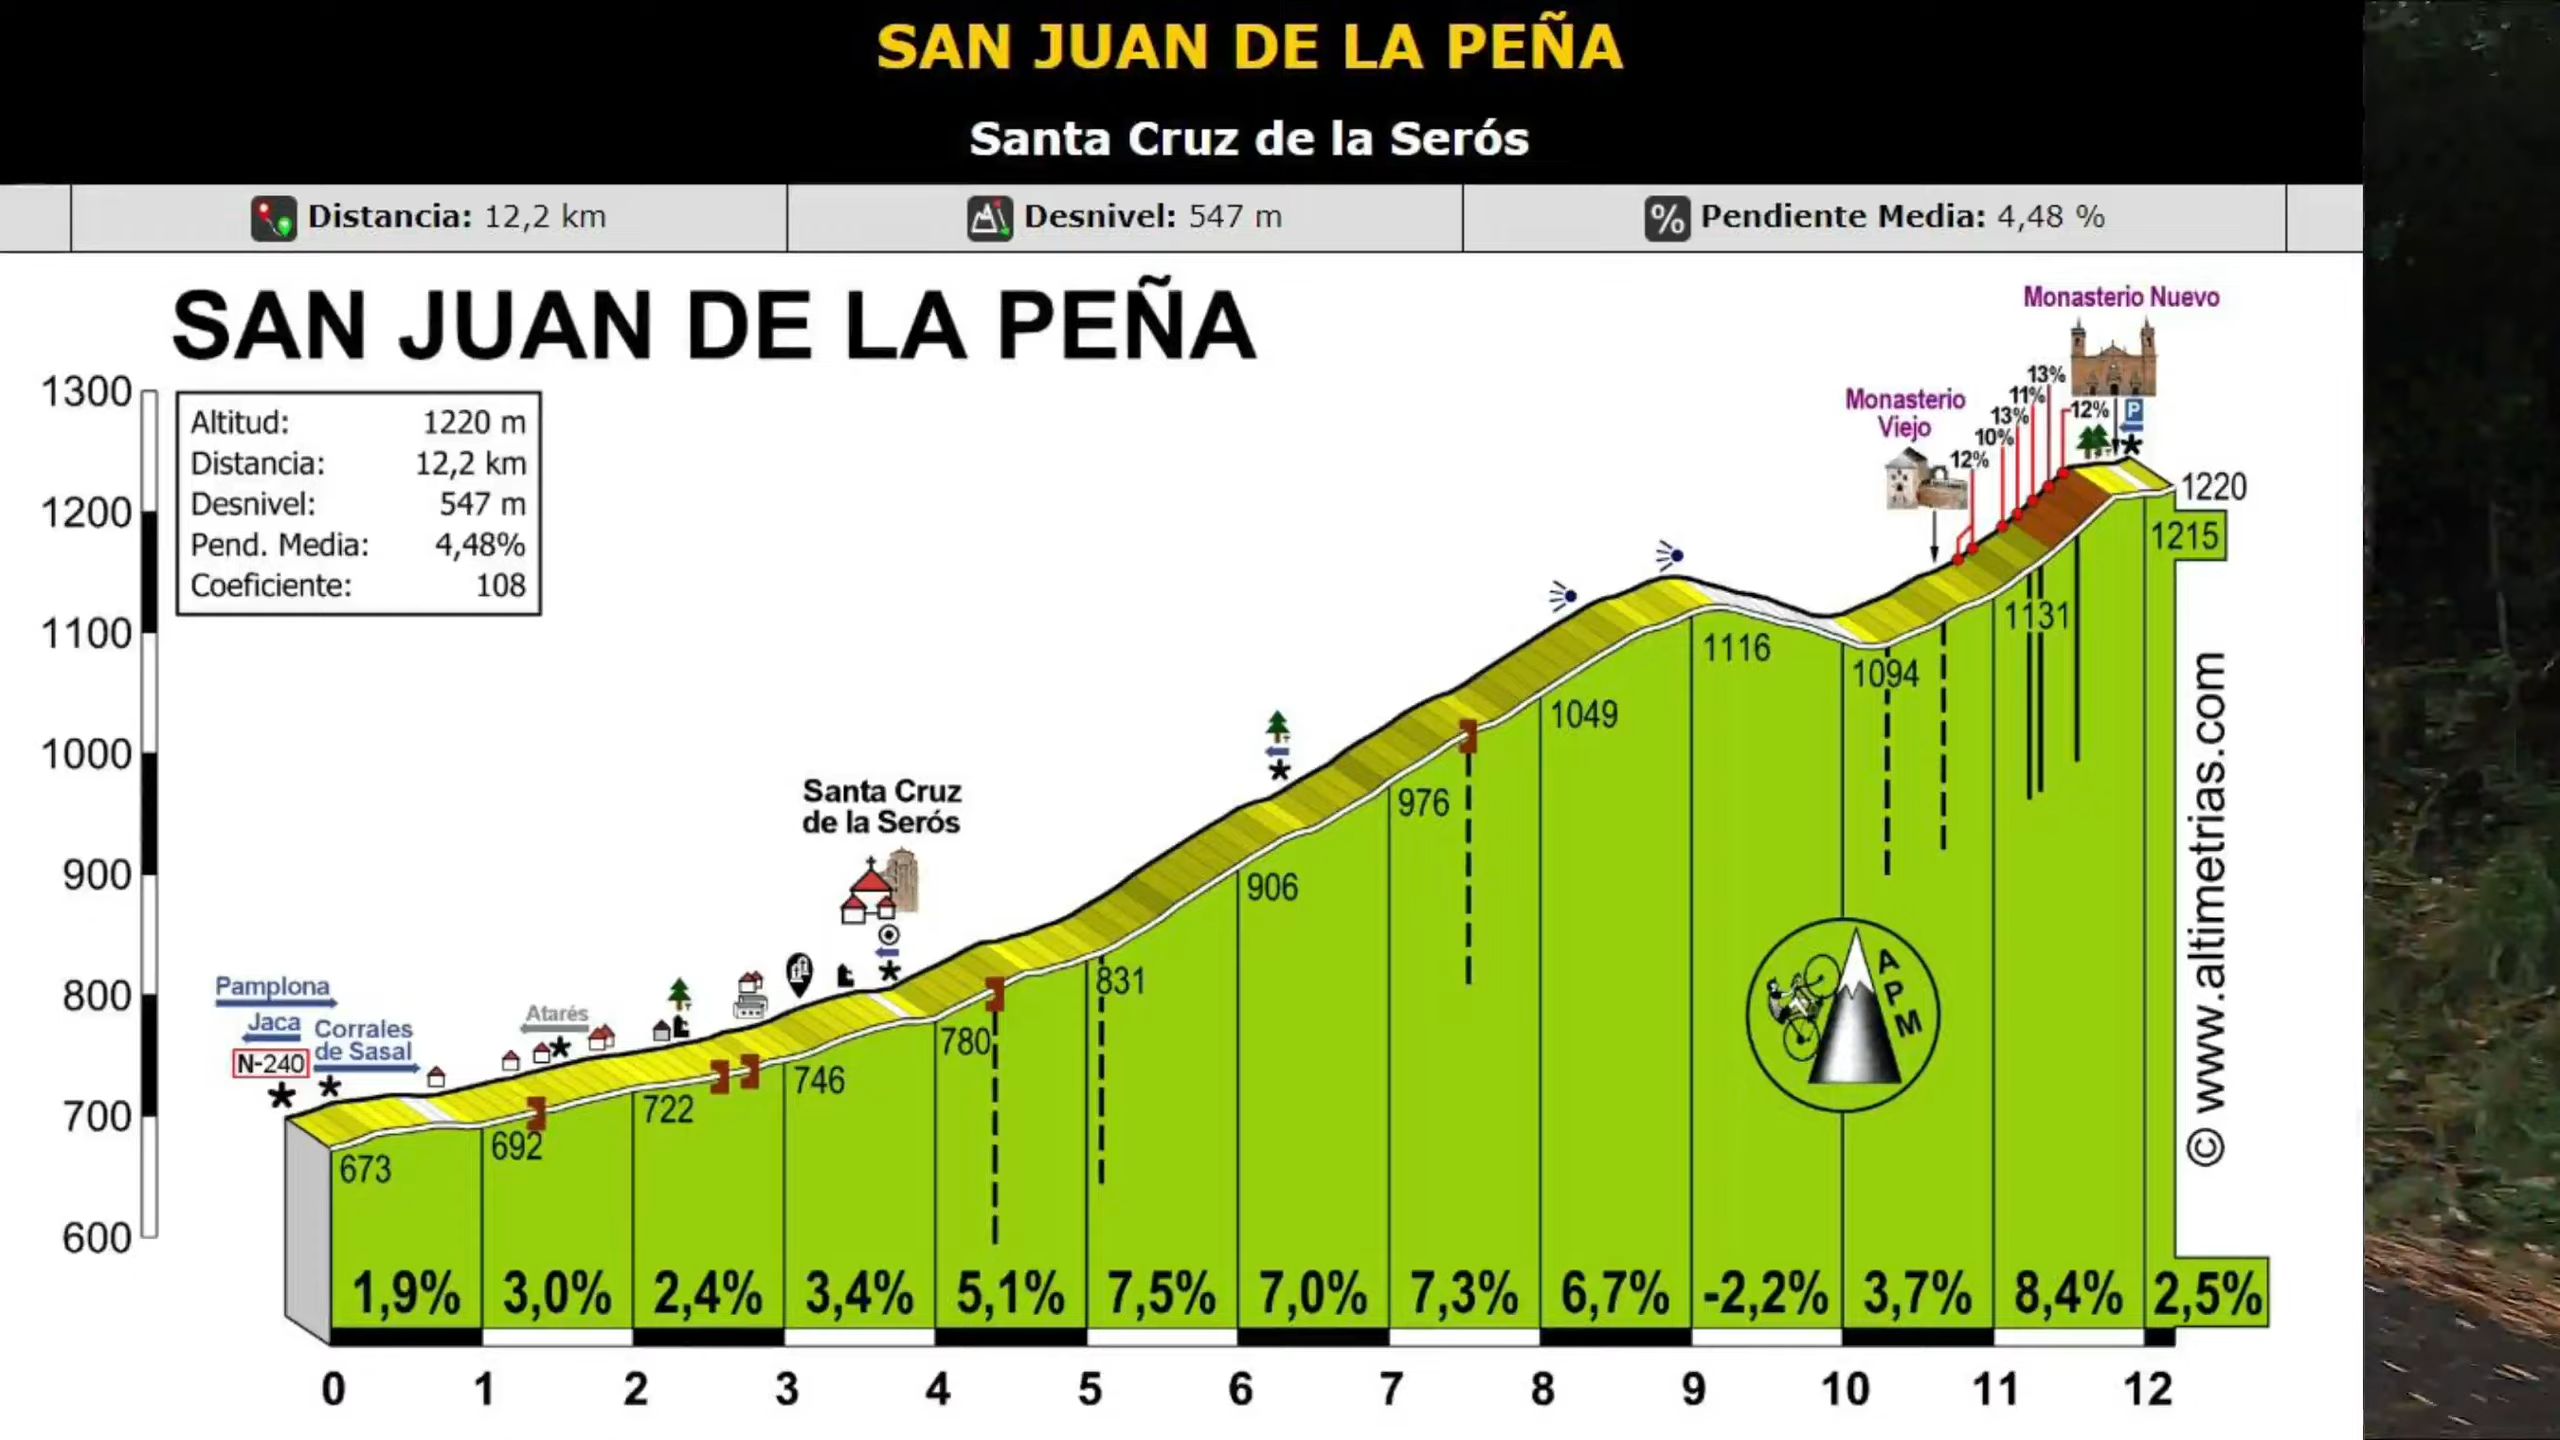 SAN JUAN DE LA PEÑA
Santa Cruz de la Serós
Distancia: 12,2 km
Desnivel: 547 m
% Pendiente Media: 4,48 %
SAN JUAN DE LA PEÑA
Monasterio Nuevo
1300
1200
1100
1000
900
800
700
600
Altitud: 1220 m
Distancia: 12,2 km
Desnivel: 547 m
Pend. Media: 4,48%
Coeficiente: 108
Monasterio
Viejo
12%
10%
13%
11%
13%
12%
P
1220
1215
1131
1094
1116
1049
976
906
831
780
746
722
692
673
Santa Cruz
de la Serós
Pamplona
Jaca
N-240
Corrales
de Sasal
Atarés
APM
© www.altimetrias.com
1,9% 3,0% 2,4% 3,4% 5,1% 7,5% 7,0% 7,3% 6,7% -2,2% 3,7% 8,4% 2,5%
0 1 2 3 4 5 6 7 8 9 10 11 12